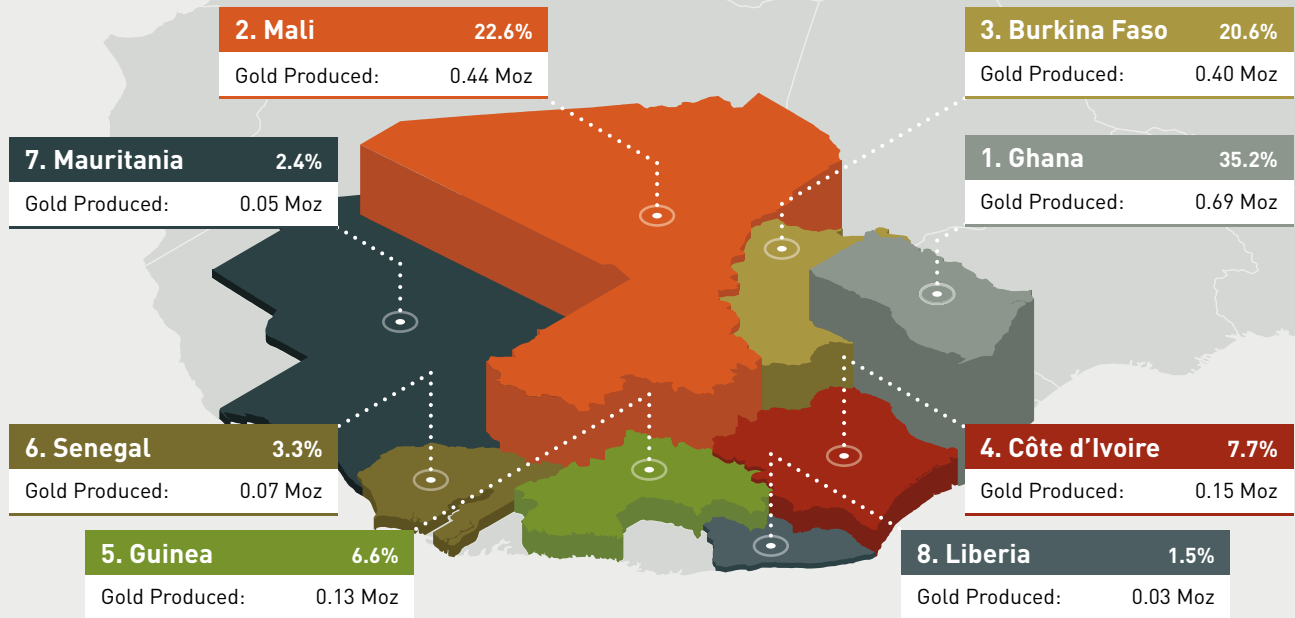 2. Mali 22.6%
Gold Produced: 0.44 Moz
3. Burkina Faso 20.6%
Gold Produced: 0.40 Moz
7. Mauritania 2.4%
Gold Produced: 0.05 Moz
1. Ghana 35.2%
Gold Produced: 0.69 Moz
6. Senegal 3.3%
Gold Produced: 0.07 Moz
4. Côte d’Ivoire 7.7%
Gold Produced: 0.15 Moz
5. Guinea 6.6%
Gold Produced: 0.13 Moz
8. Liberia 1.5%
Gold Produced: 0.03 Moz